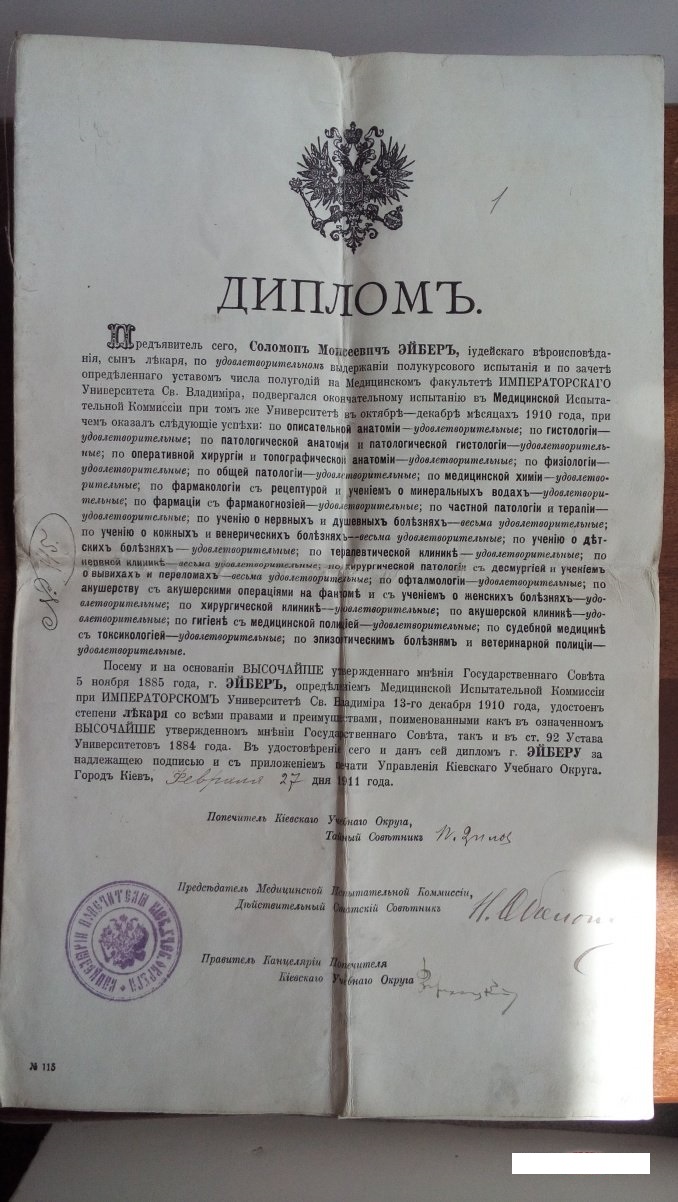 1
ДИПЛОМЪ.
Предъявитель сего, Соломонъ Моисеевичъ ЭЙБЕРЪ, іудейскаго вѣроисповѣда-
нія, сынъ лѣкаря, по удовлетворительномъ выдержаніи полукурсового испытанія и по зачетѣ
опредѣленнаго уставомъ числа полугодій на Медицинскомъ факультетѣ ИМПЕРАТОРСКАГО
Университета Св. Владиміра, подвергался окончательному испытанію въ Медицинской Испыта-
тельной Коммиссіи при томъ же Университетѣ въ октябрѣ—декабрѣ мѣсяцахъ 1910 года, при
чемъ оказалъ слѣдующіе успѣхи: по описательной анатоміи—удовлетворительные; по гистологіи—
удовлетворительные; по патологической анатоміи и патологической гистологіи—удовлетворитель-
ные; по оперативной хирургіи и топографической анатоміи—удовлетворительные; по физіологіи—
удовлетворительные; по общей патологіи—удовлетворительные; по медицинской химіи—удовлетво-
рительные; по фармакологіи съ рецептурой и ученіемъ о минеральныхъ водахъ—удовлетвори-
тельные; по фармаціи съ фармакогнозіей—удовлетворительные; по частной патологіи и терапіи—
удовлетворительные; по ученію о нервныхъ и душевныхъ болѣзняхъ—весьма удовлетворительные;
по ученію о кожныхъ и венерическихъ болѣзняхъ—весьма удовлетворительные; по ученію о дѣт-
скихъ болѣзняхъ—удовлетворительные; по терапевтической клиникѣ—удовлетворительные; по
нервной клиникѣ—весьма удовлетворительные; по хирургической патологіи съ десмургіей и ученіемъ
о вывихахъ и переломахъ—весьма удовлетворительные; по офталмологіи—удовлетворительные; по
акушерству съ акушерскими операціями на фантомѣ и съ ученіемъ о женскихъ болѣзняхъ—удо-
влетворительные; по хирургической клиникѣ—удовлетворительные; по акушерской клиникѣ—удо-
влетворительные; по гигіенѣ съ медицинской полиціей—удовлетворительные; по судебной медицинѣ
съ токсикологіей—удовлетворительные; по эпизоотическимъ болѣзнямъ и ветеринарной полиціи—
удовлетворительные.
Посему и на основаніи ВЫСОЧАЙШЕ утвержденнаго мнѣнія Государственнаго Совѣта
5 ноября 1885 года, г. ЭЙБЕРЪ, опредѣленіемъ Медицинской Испытательной Коммиссіи
при ИМПЕРАТОРСКОМЪ Университетѣ Св. Владиміра 13-го декабря 1910 года, удостоенъ
степени лѣкаря со всѣми правами и преимуществами, поименованными какъ въ означенномъ
ВЫСОЧАЙШЕ утвержденномъ мнѣніи Государственнаго Совѣта, такъ и въ ст. 92 Устава
Университетовъ 1884 года. Въ удостовѣреніе сего и данъ сей дипломъ г. ЭЙБЕРУ за
надлежащею подписью и съ приложеніемъ печати Управленія Кіевскаго Учебнаго Округа.
Городъ Кіевъ, Февраля 27 дня 1911 года.
Попечитель Кіевскаго Учебнаго Округа,
Тайный Совѣтникъ П. Зиловъ
Предсѣдатель Медицинской Испытательной Коммиссіи,
Дѣйствительный Статскій Совѣтникъ
Правитель Канцеляріи Попечителя
Кіевскаго Учебнаго Округа
№ 115